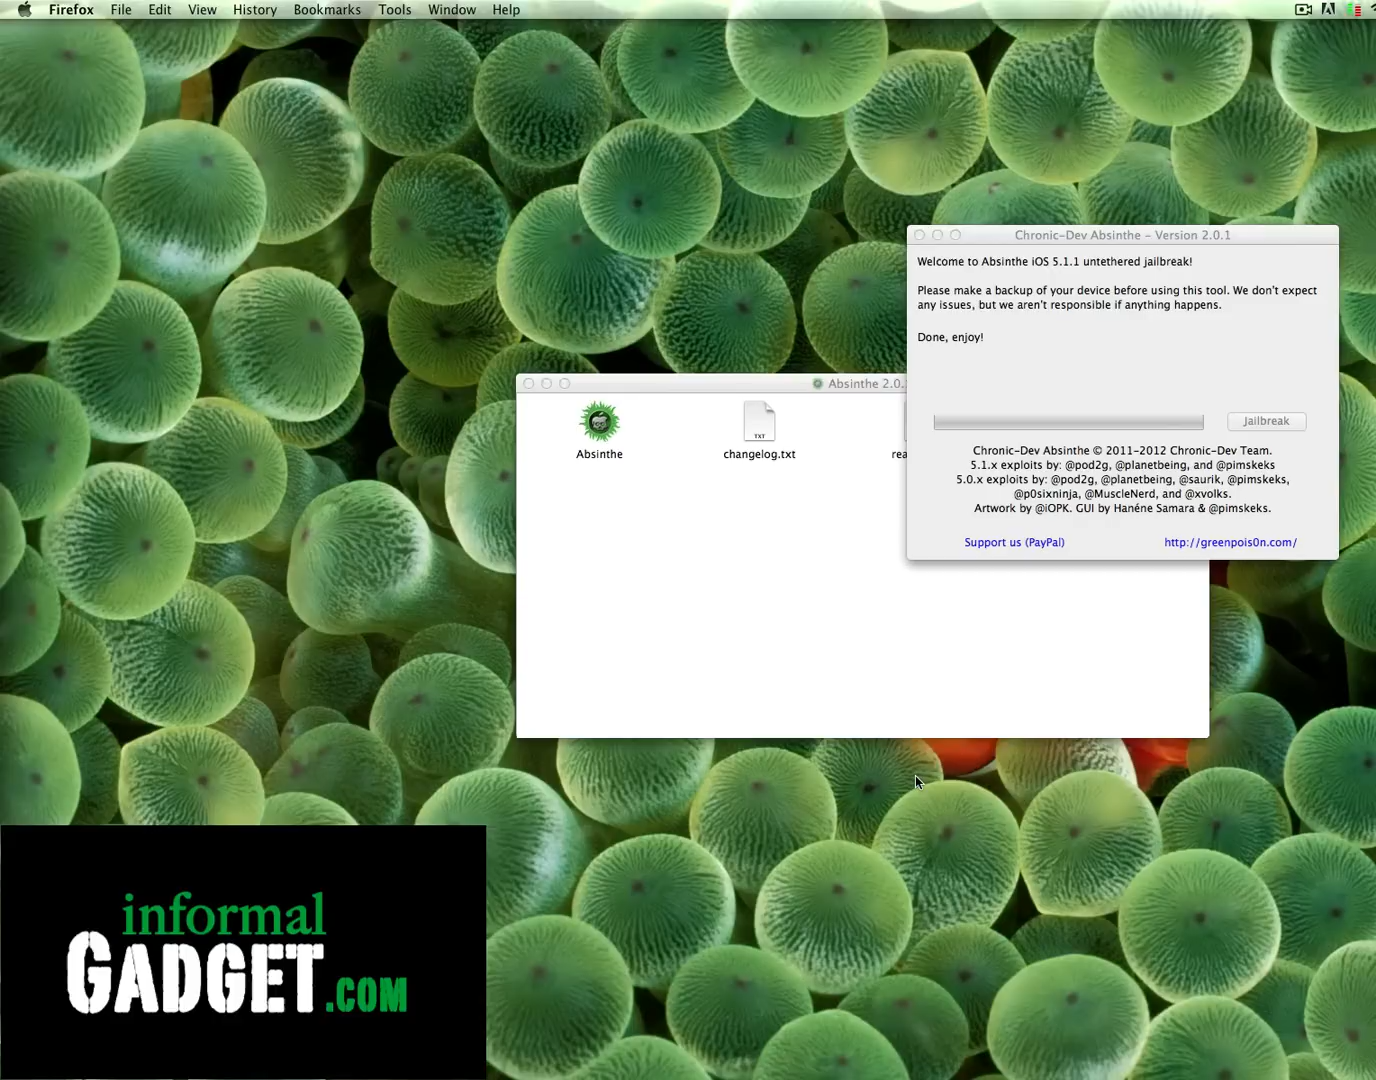 Firefox File Edit View History Bookmarks Tools Window Help
Chronic-Dev Absinthe - Version 2.0.1
Welcome to Absinthe iOS 5.1.1 untethered jailbreak!
Please make a backup of your device before using this tool. We don't expect
any issues, but we aren't responsible if anything happens.
Done, enjoy!
Jailbreak
Chronic-Dev Absinthe © 2011-2012 Chronic-Dev Team.
5.1.x exploits by: @pod2g, @planetbeing, and @pimskeks
5.0.x exploits by: @pod2g, @planetbeing, @saurik, @pimskeks,
@p0sixninja, @MuscleNerd, and @xvolks.
Artwork by @iOPK. GUI by Hanéne Samara & @pimskeks.
Support us (PayPal) http://greenpois0n.com/
Absinthe 2.0.
TXT
Absinthe changelog.txt rea
informal
GADGET.COM